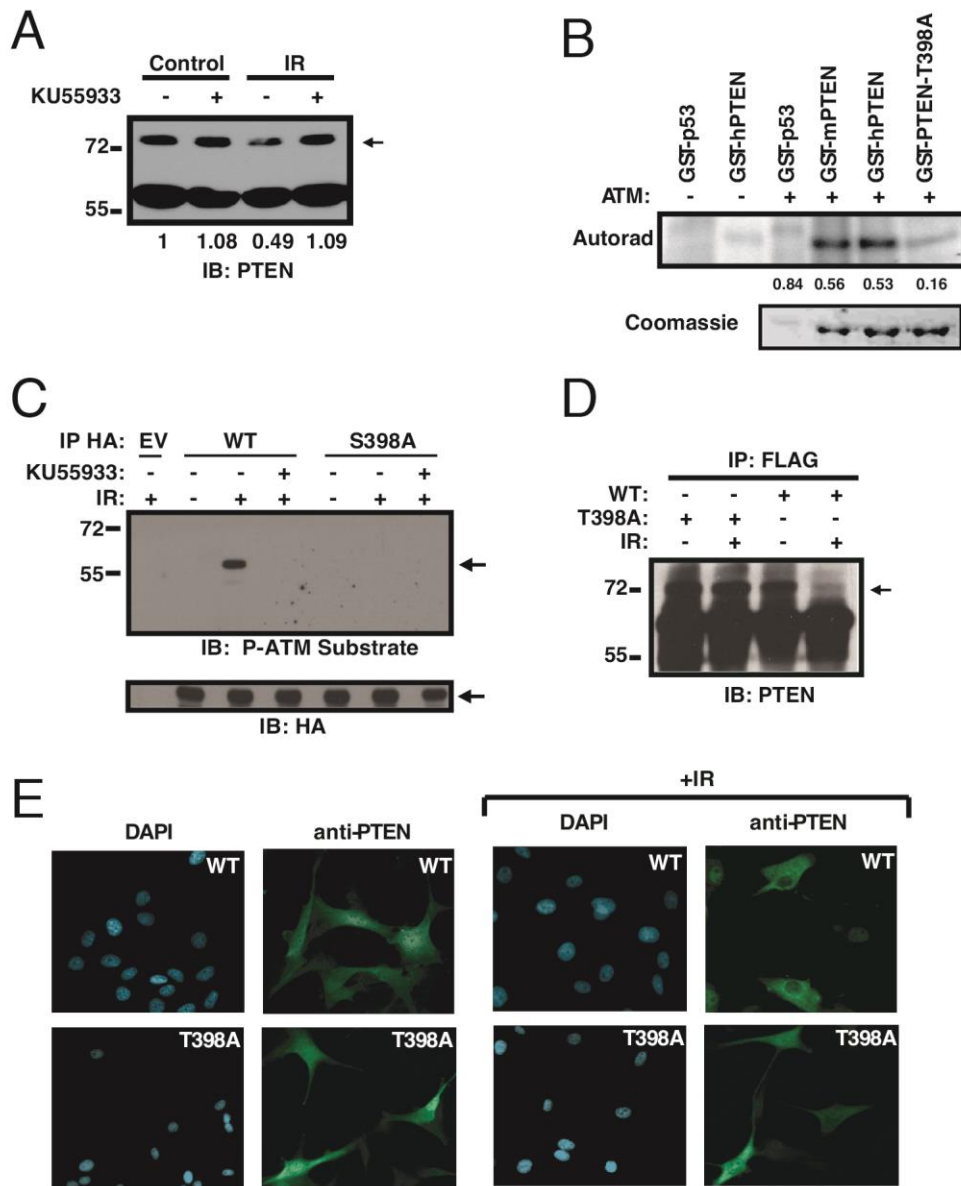 A
Control IR
KU55933 - + - +
72
55
1 1.08 0.49 1.09
IB: PTEN
B
GST-p53 GST-hPTEN GST-p53 GST-mPTEN GST-hPTEN GST-PTEN-T398A
ATM: - - + + + +
Autorad
0.84 0.56 0.53 0.16
Coomassie
C
IP HA: EV WT S398A
KU55933: - - - + - - +
IR: + - + + - + +
72
55
IB: P-ATM Substrate
IB: HA
D
IP: FLAG
WT: - - + +
T398A: + + - -
IR: - + - +
72
55
IB: PTEN
E
+IR
DAPI anti-PTEN DAPI anti-PTEN
WT WT WT WT
T398A T398A T398A T398A